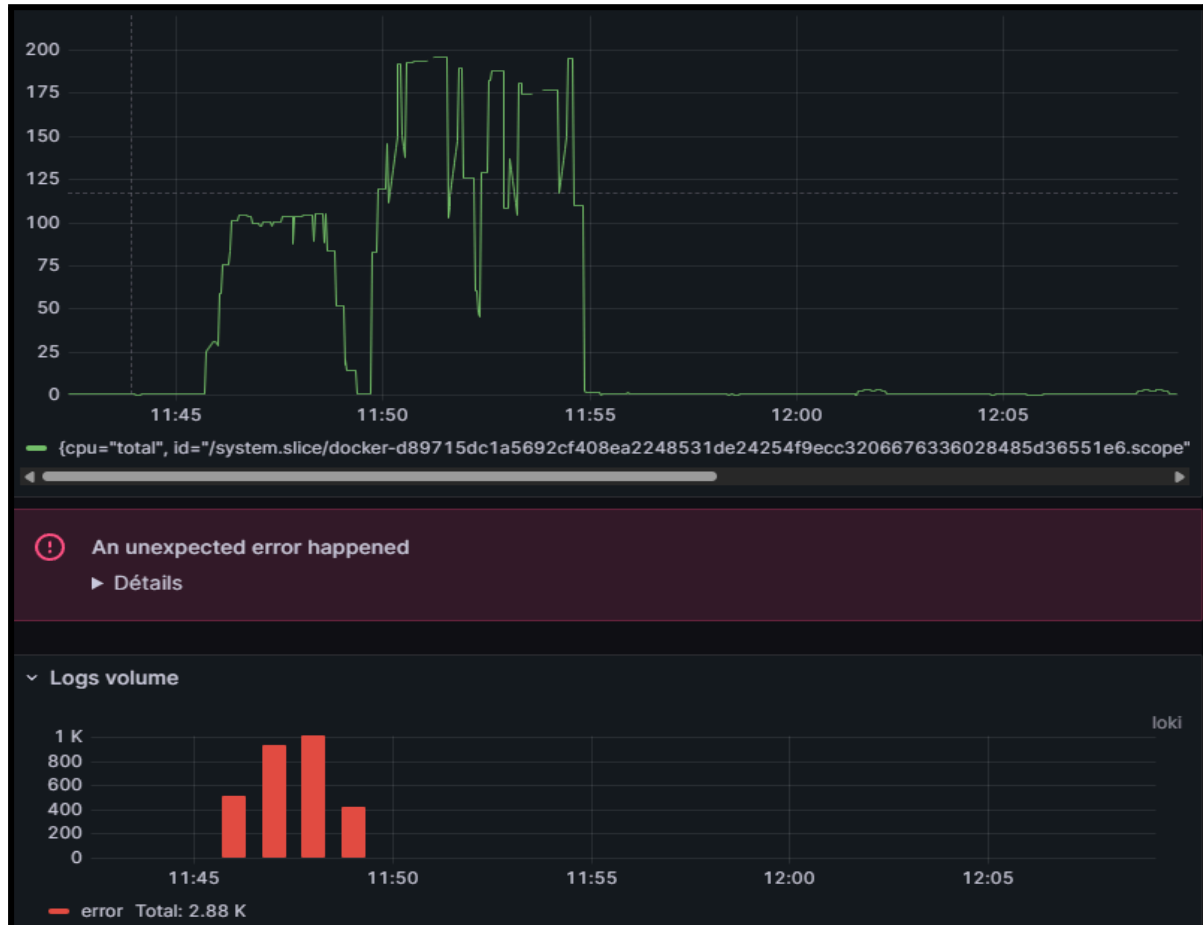 200
175
150
125
100
75
50
25
0
11:45 11:50 11:55 12:00 12:05
{cpu="total", id="/system.slice/docker-d89715dc1a5692cf408ea2248531de24254f9ecc3206676336028485d36551e6.scope"
An unexpected error happened
Détails
Logs volume
loki
1 K
800
600
400
200
0
11:45 11:50 11:55 12:00 12:05
error Total: 2.88 K